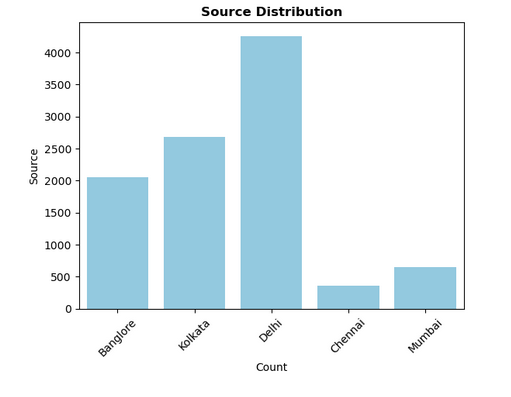 Source Distribution
4000
3500
3000
2500
2000
1500
1000
500
0
Source
Banglore
Kolkata
Delhi
Chennai
Mumbai
Count